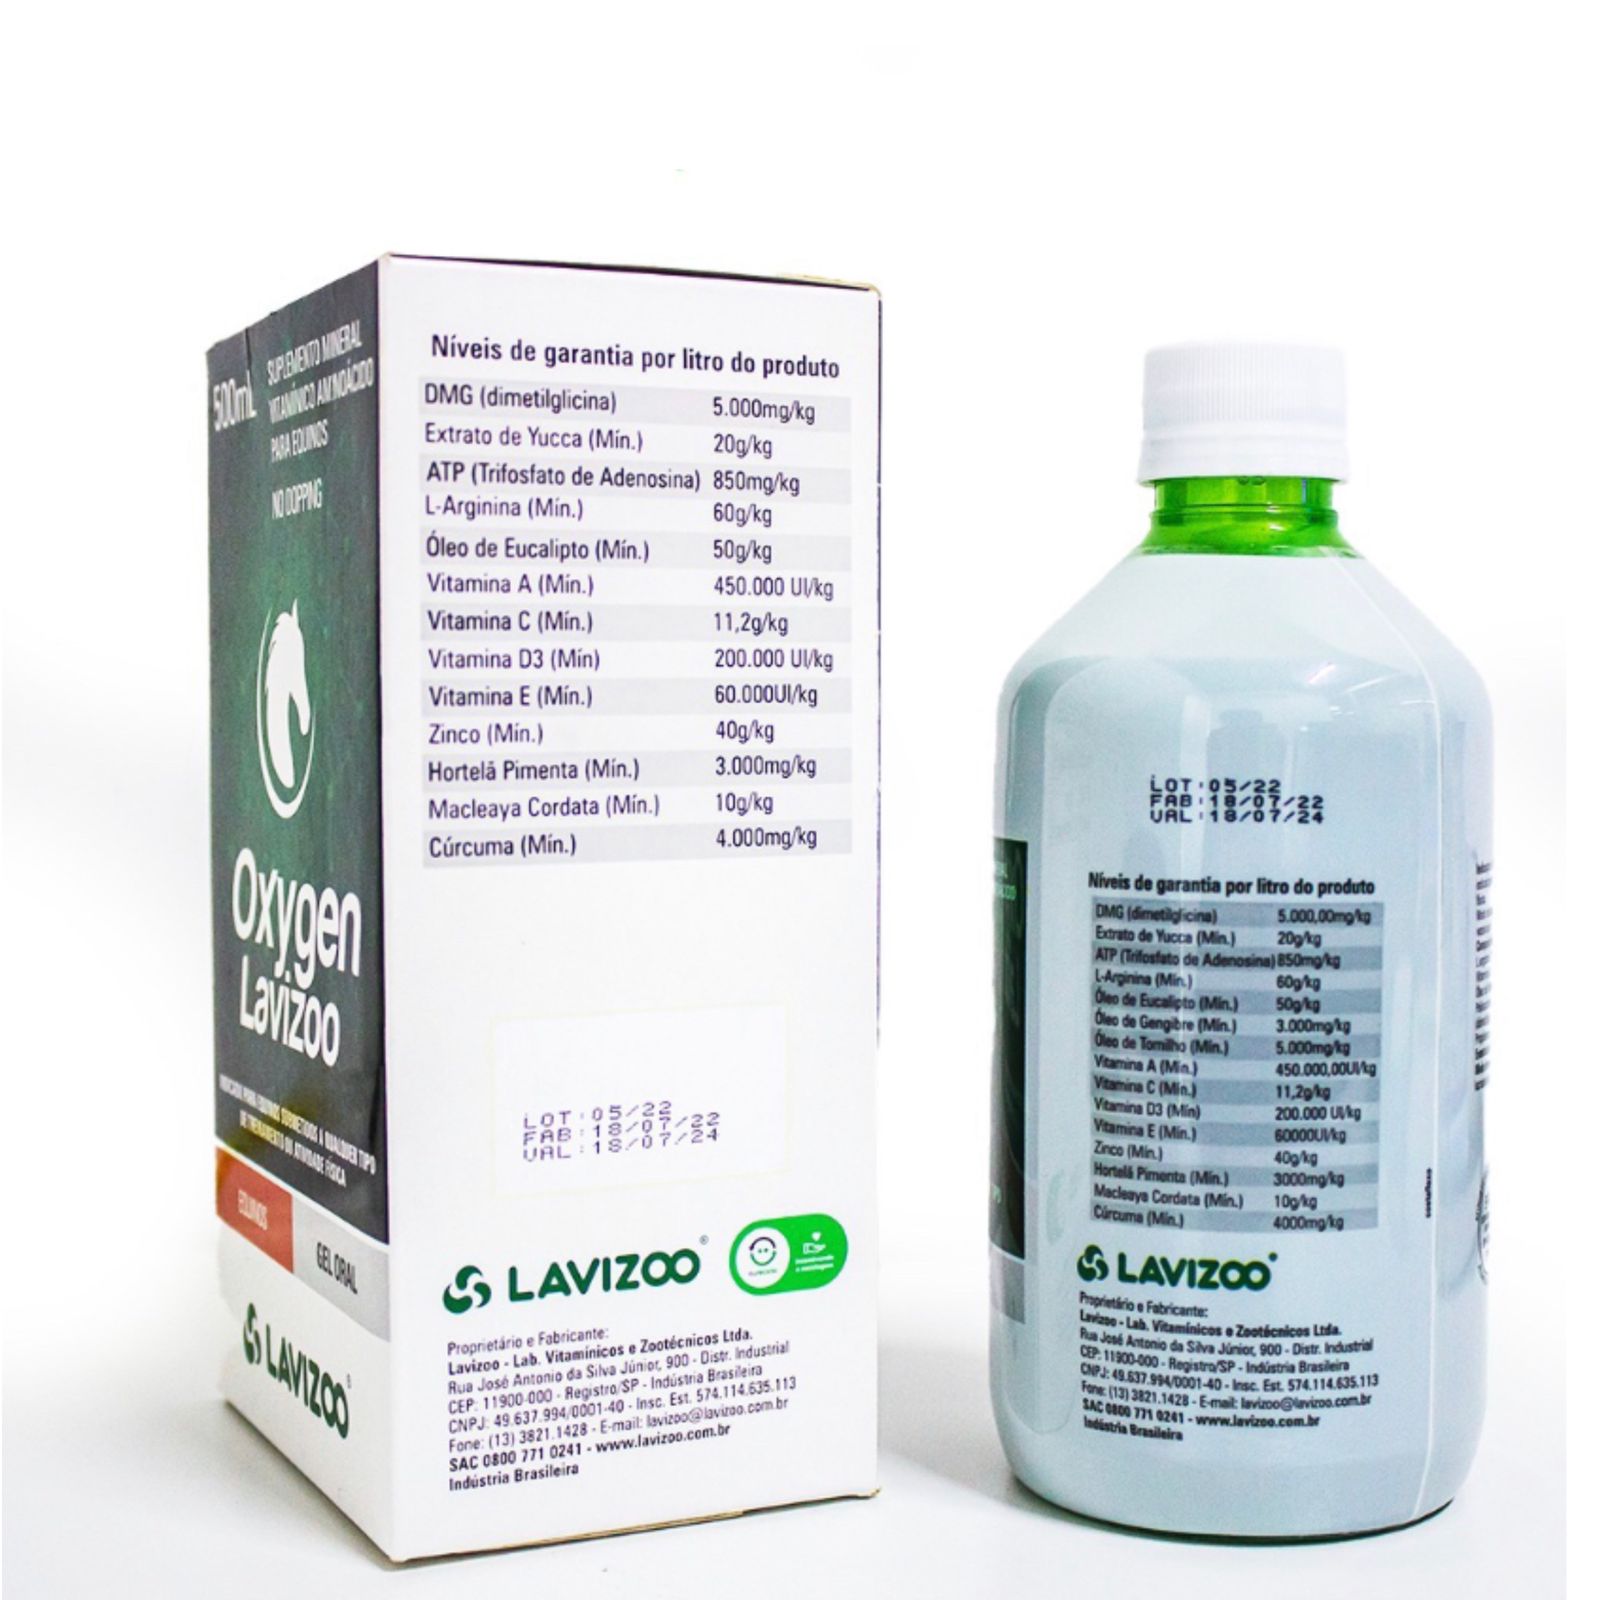 500mL
SUPLEMENTO MINERAL
VITAMÍNICO AMINOÁCIDO
PARA EQUINOS
NO DOPPING
Oxygen
Lavizoo
INDICADO PARA EQUINOS SUBMETIDOS A QUALQUER TIPO
DE TREINAMENTO OU ATIVIDADE FÍSICA
EQUINOS
GEL ORAL
LAVIZOO®
Níveis de garantia por litro do produto
DMG (dimetilglicina) 5.000mg/kg
Extrato de Yucca (Mín.) 20g/kg
ATP (Trifosfato de Adenosina) 850mg/kg
L-Arginina (Mín.) 60g/kg
Óleo de Eucalipto (Mín.) 50g/kg
Vitamina A (Mín.) 450.000 UI/kg
Vitamina C (Mín.) 11,2g/kg
Vitamina D3 (Mín) 200.000 UI/kg
Vitamina E (Mín.) 60.000UI/kg
Zinco (Mín.) 40g/kg
Hortelã Pimenta (Mín.) 3.000mg/kg
Macleaya Cordata (Mín.) 10g/kg
Cúrcuma (Mín.) 4.000mg/kg
LOT:05/22
FAB:18/07/22
VAL:18/07/24
LAVIZOO®
Proprietário e Fabricante:
Lavizoo - Lab. Vitamínicos e Zootécnicos Ltda.
Rua José Antonio da Silva Júnior, 900 - Distr. Industrial
CEP: 11900-000 - Registro/SP - Indústria Brasileira
CNPJ: 49.637.994/0001-40 - Insc. Est. 574.114.635.113
Fone: (13) 3821.1428 - E-mail: lavizoo@lavizoo.com.br
SAC 0800 771 0241 - www.lavizoo.com.br
Indústria Brasileira
LOT:05/22
FAB:18/07/22
VAL:18/07/24
Níveis de garantia por litro do produto
DMG (dimetilglicina) 5.000,00mg/kg
Extrato de Yucca (Mín.) 20g/kg
ATP (Trifosfato de Adenosina) 850mg/kg
L-Arginina (Mín.) 60g/kg
Óleo de Eucalipto (Mín.) 50g/kg
Óleo de Gengibre (Mín.) 3.000mg/kg
Óleo de Tomilho (Mín.) 5.000mg/kg
Vitamina A (Mín.) 450.000,00UI/kg
Vitamina C (Mín.) 11,2g/kg
Vitamina D3 (Mín) 200.000 UI/kg
Vitamina E (Mín.) 60000UI/kg
Zinco (Mín.) 40g/kg
Hortelã Pimenta (Mín.) 3000mg/kg
Macleaya Cordata (Mín.) 10g/kg
Cúrcuma (Mín.) 4000mg/kg
LAVIZOO®
Proprietário e Fabricante:
Lavizoo - Lab. Vitamínicos e Zootécnicos Ltda.
Rua José Antonio da Silva Júnior, 900 - Distr. Industrial
CEP: 11900-000 - Registro/SP - Indústria Brasileira
CNPJ: 49.637.994/0001-40 - Insc. Est. 574.114.635.113
Fone: (13) 3821.1428 - E-mail: lavizoo@lavizoo.com.br
SAC 0800 771 0241 - www.lavizoo.com.br
Indústria Brasileira